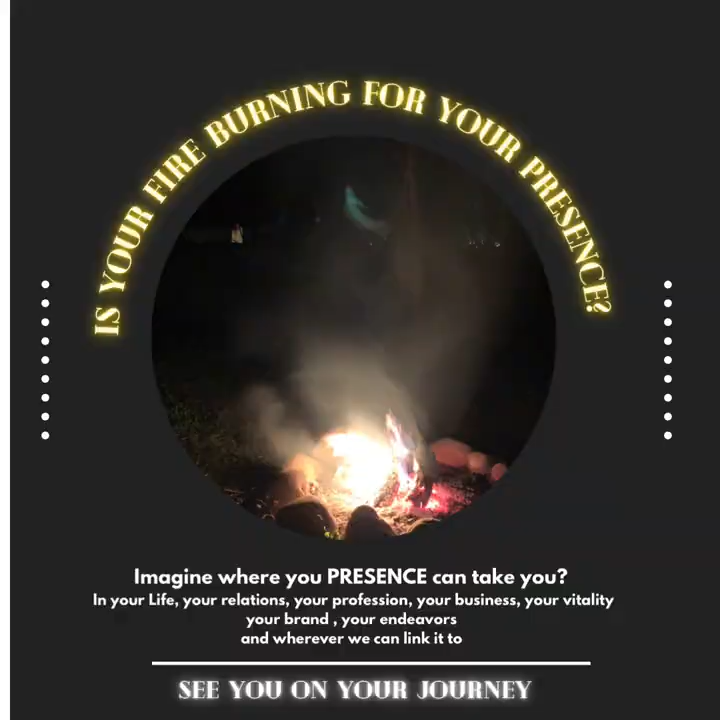 IS YOUR FIRE BURNING FOR YOUR PRESENCE?
Imagine where you PRESENCE can take you?
In your Life, your relations, your profession, your business, your vitality
your brand , your endeavors
and wherever we can link it to
SEE YOU ON YOUR JOURNEY